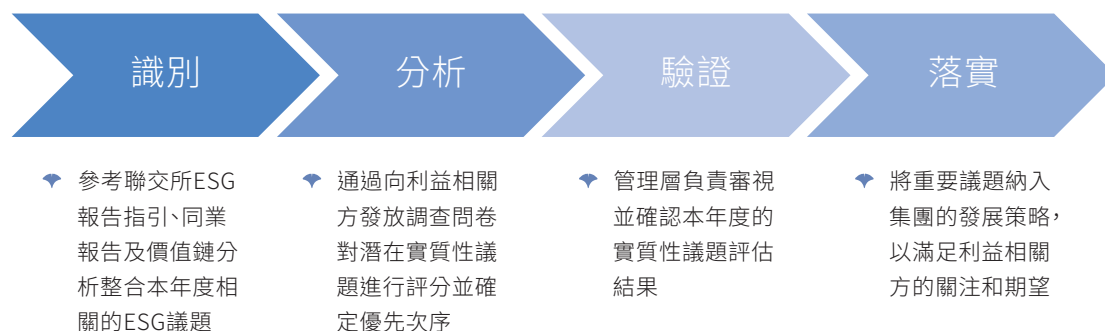 識別
分析
驗證
落實
參考聯交所ESG
報告指引、同業
報告及價值鏈分
析整合本年度相
關的ESG議題
通過向利益相關
方發放調查問卷
對潛在實質性議
題進行評分並確
定優先次序
管理層負責審視
並確認本年度的
實質性議題評估
結果
將重要議題納入
集團的發展策略,
以滿足利益相關
方的關注和期望